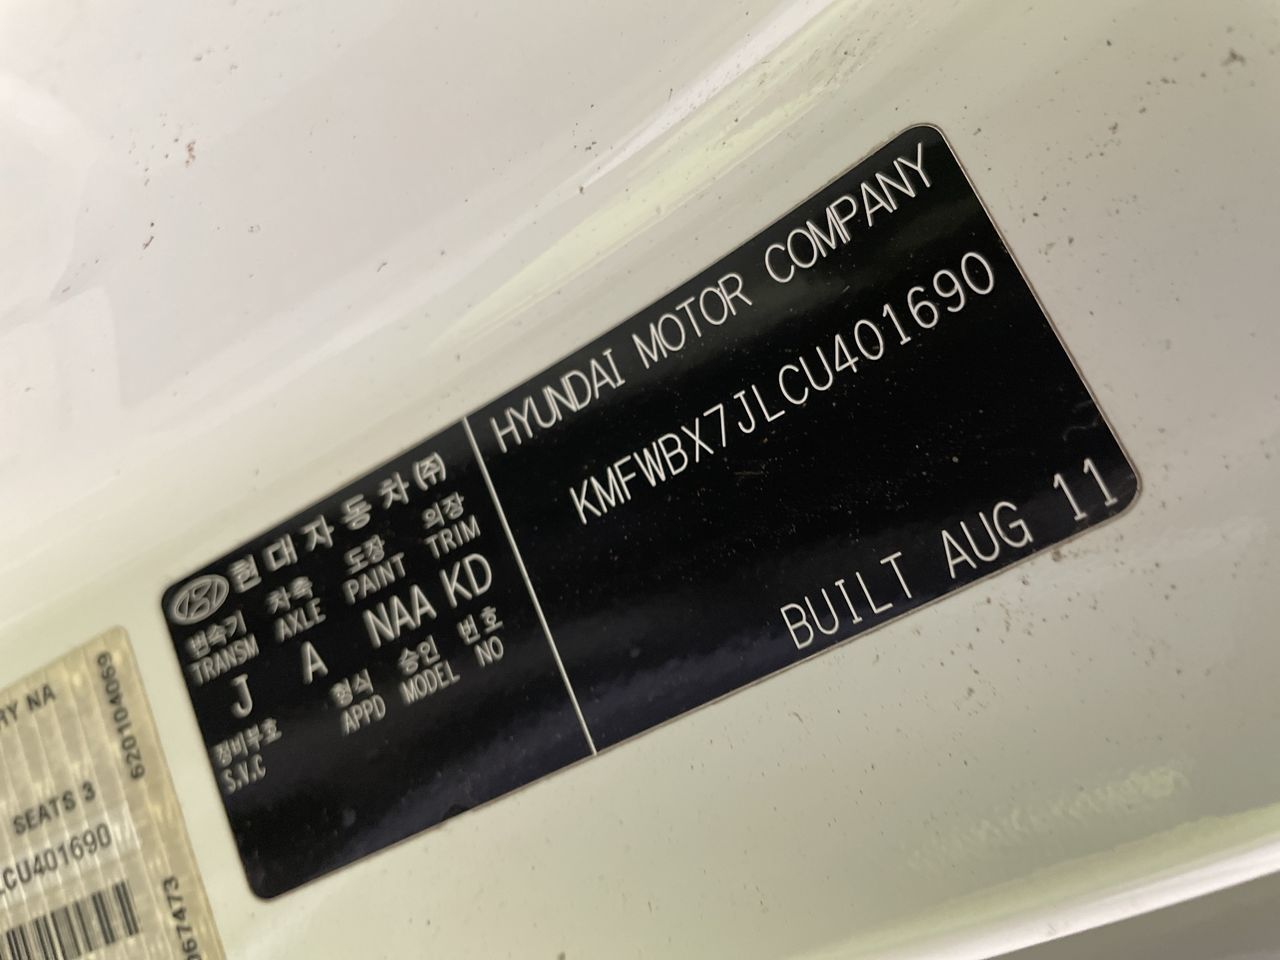 현대자동차㈜
변속기 차축 도장 의장
TRANSM AXLE PAINT TRIM
J A NAA KD
정비부호 형식 승인 번호
S.V.C APPD MODEL NO
HYUNDAI MOTOR COMPANY
KMFWBX7JLCU401690
BUILT AUG 11
RY NA
620104069
SEATS 3
LCU401690
067473